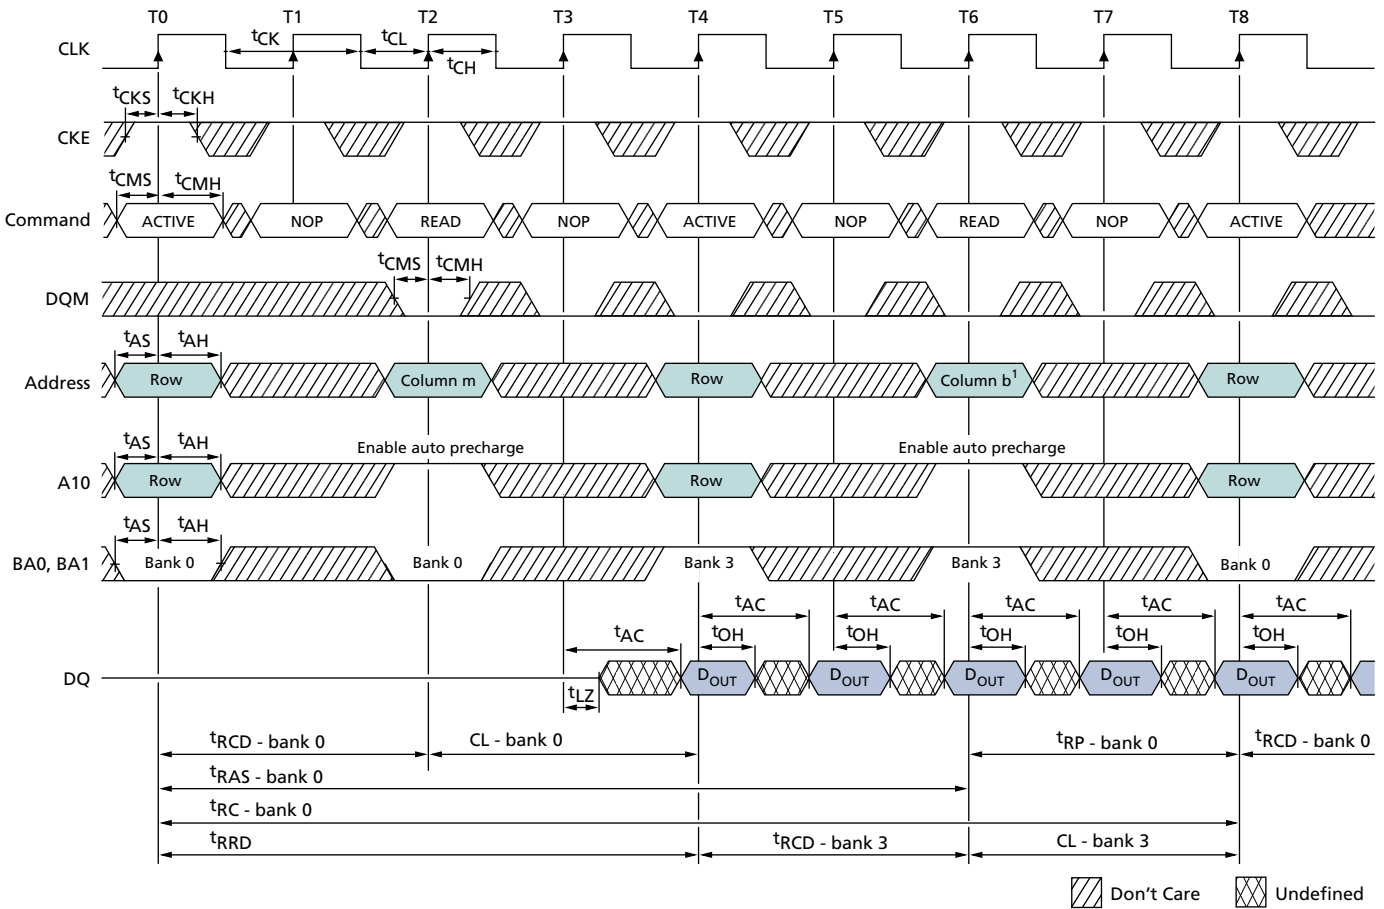 T0 T1 T2 T3 T4 T5 T6 T7 T8
CLK tCK tCL tCH
tCKS tCKH
CKE
tCMS tCMH
Command ACTIVE NOP READ NOP ACTIVE NOP READ NOP ACTIVE
tCMS tCMH
DQM
tAS tAH
Address Row Column m Row Column b1 Row
tAS tAH Enable auto precharge Enable auto precharge
A10 Row Row Row
tAS tAH
BA0, BA1 Bank 0 Bank 0 Bank 3 Bank 3 Bank 0
tAC tAC tAC tAC tAC
tAC tOH tOH tOH tOH tOH
DQ DOUT DOUT DOUT DOUT DOUT
tLZ
tRCD - bank 0 CL - bank 0 tRP - bank 0 tRCD - bank 0
tRAS - bank 0
tRC - bank 0
tRRD tRCD - bank 3 CL - bank 3
Don't Care Undefined